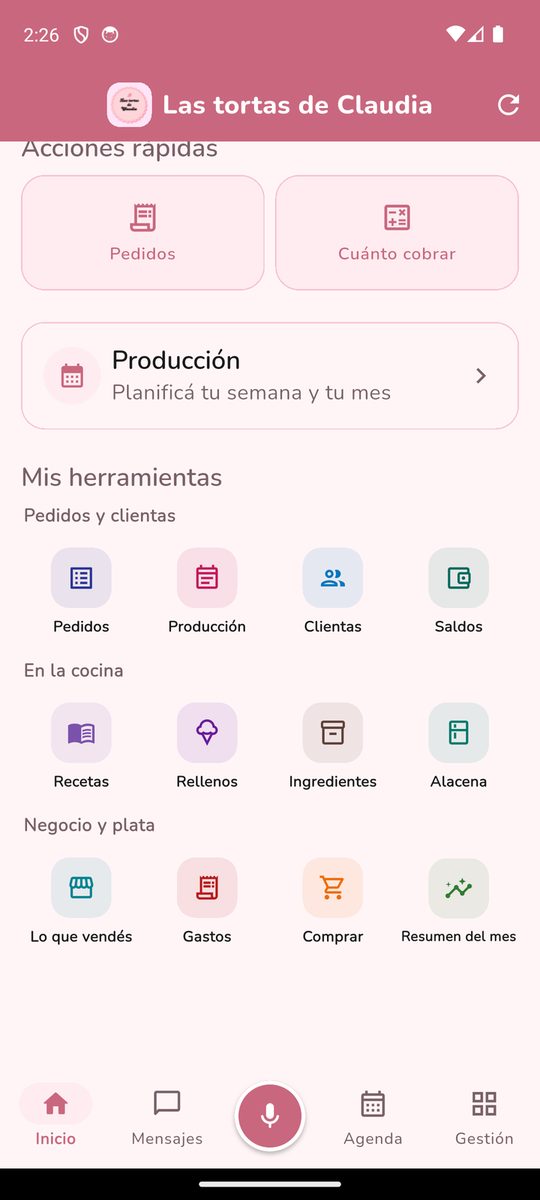 2:26
Las tortas de Claudia
Acciones rápidas
Pedidos
Cuánto cobrar
Producción
Planificá tu semana y tu mes
Mis herramientas
Pedidos y clientas
Pedidos
Producción
Clientas
Saldos
En la cocina
Recetas
Rellenos
Ingredientes
Alacena
Negocio y plata
Lo que vendés
Gastos
Comprar
Resumen del mes
Inicio
Mensajes
Agenda
Gestión